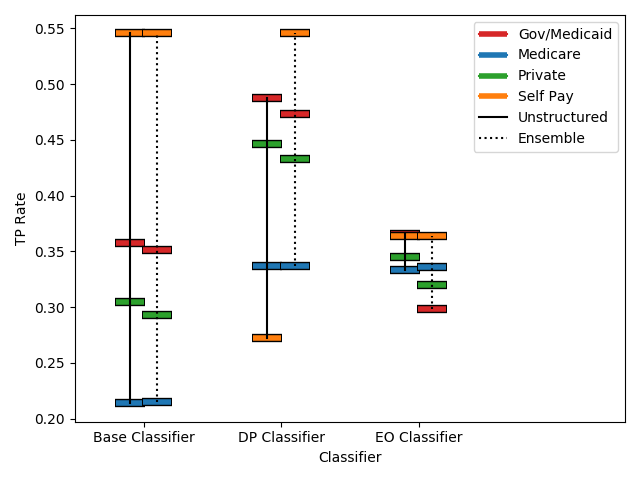 0.55
0.50
0.45
0.40
0.35
0.30
0.25
0.20
TP Rate
Gov/Medicaid
Medicare
Private
Self Pay
Unstructured
Ensemble
Base Classifier
DP Classifier
EO Classifier
Classifier